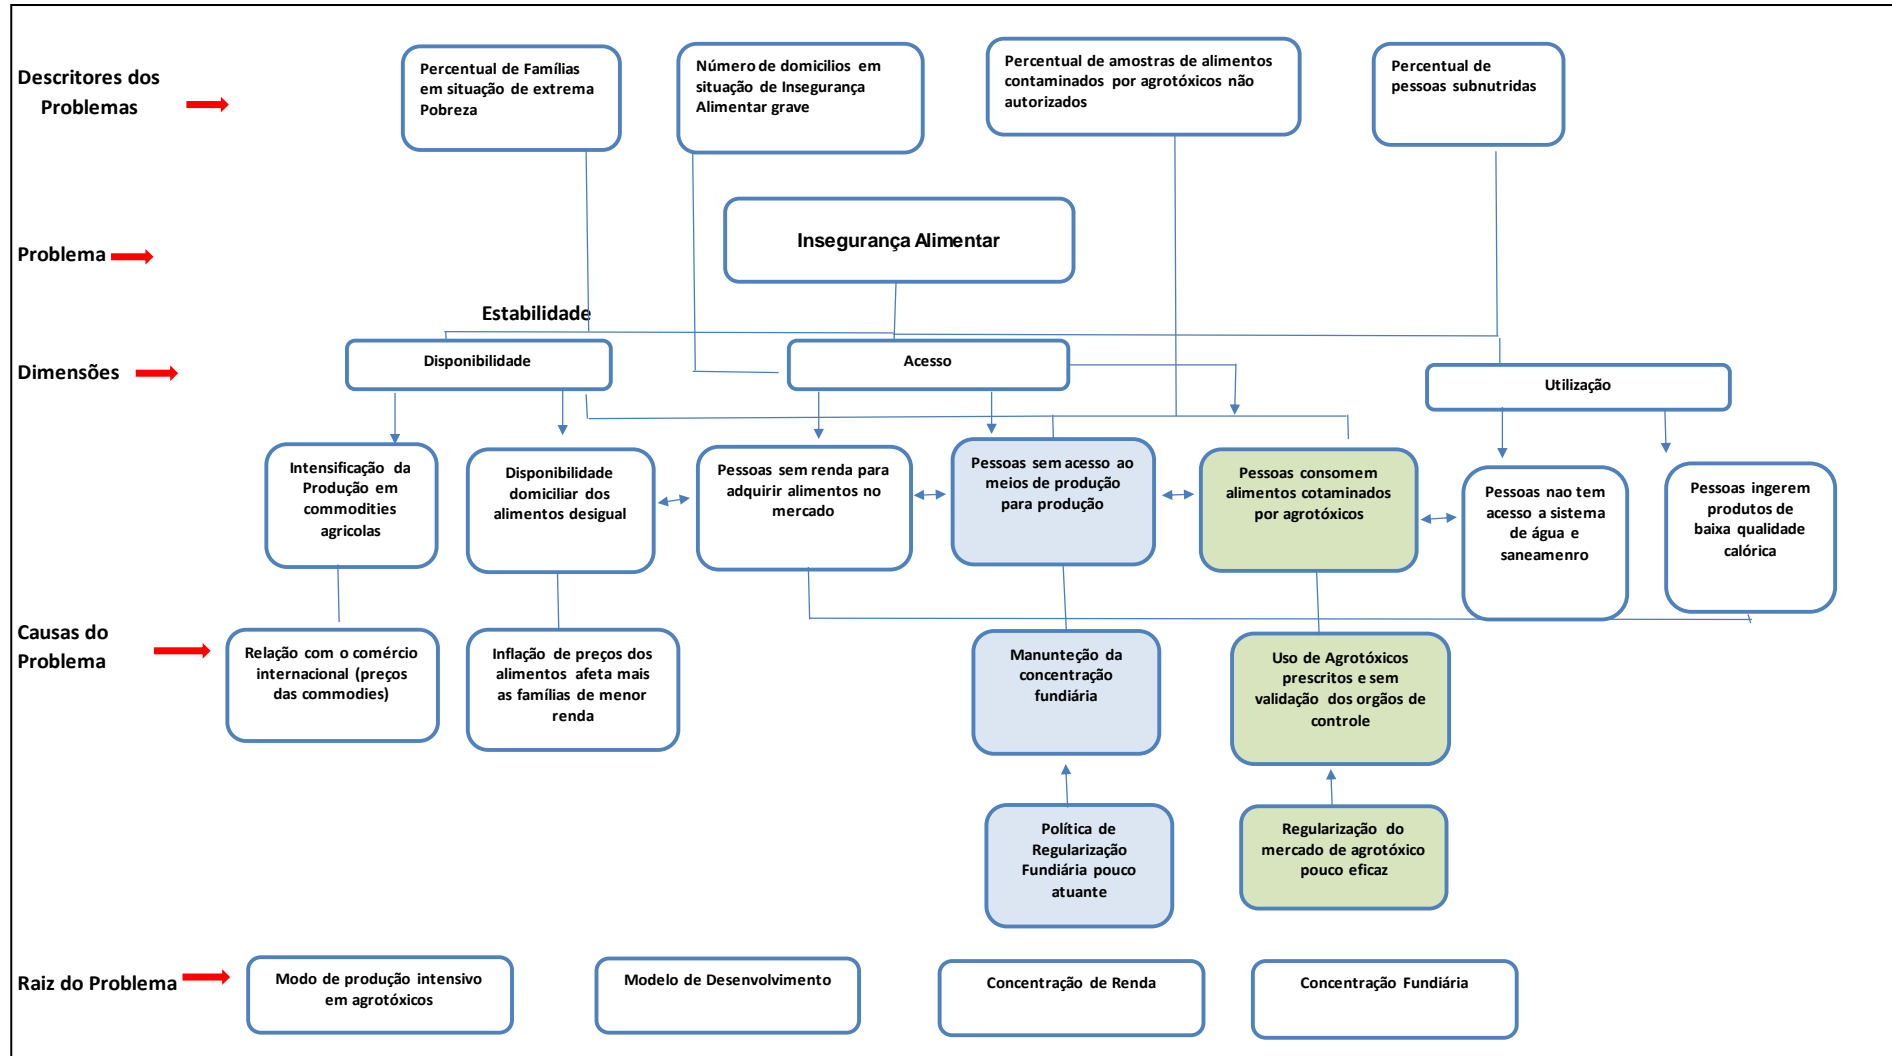 Descritores dos
Problemas
Percentual de Famílias
em situação de extrema
Pobreza
Número de domicilios em
situação de Insegurança
Alimentar grave
Percentual de amostras de alimentos
contaminados por agrotóxicos não
autorizados
Percentual de
pessoas subnutridas
Problema
Insegurança Alimentar
Estabilidade
Dimensões
Disponibilidade
Acesso
Utilização
Intensificação da
Produção em
commodities
agricolas
Disponibilidade
domiciliar dos
alimentos desigual
Pessoas sem renda para
adquirir alimentos no
mercado
Pessoas sem acesso ao
meios de produção
para produção
Pessoas consomem
alimentos cotaminados
por agrotóxicos
Pessoas nao tem
acesso a sistema
de água e
saneamenro
Pessoas ingerem
produtos de
baixa qualidade
calórica
Causas do
Problema
Relação com o comércio
internacional (preços
das commodies)
Inflação de preços dos
alimentos afeta mais
as famílias de menor
renda
Manunteção da
concentração
fundiária
Uso de Agrotóxicos
prescritos e sem
validação dos orgãos de
controle
Política de
Regularização
Fundiária pouco
atuante
Regularização do
mercado de agrotóxico
pouco eficaz
Raiz do Problema
Modo de produção intensivo
em agrotóxicos
Modelo de Desenvolvimento
Concentração de Renda
Concentração Fundiária